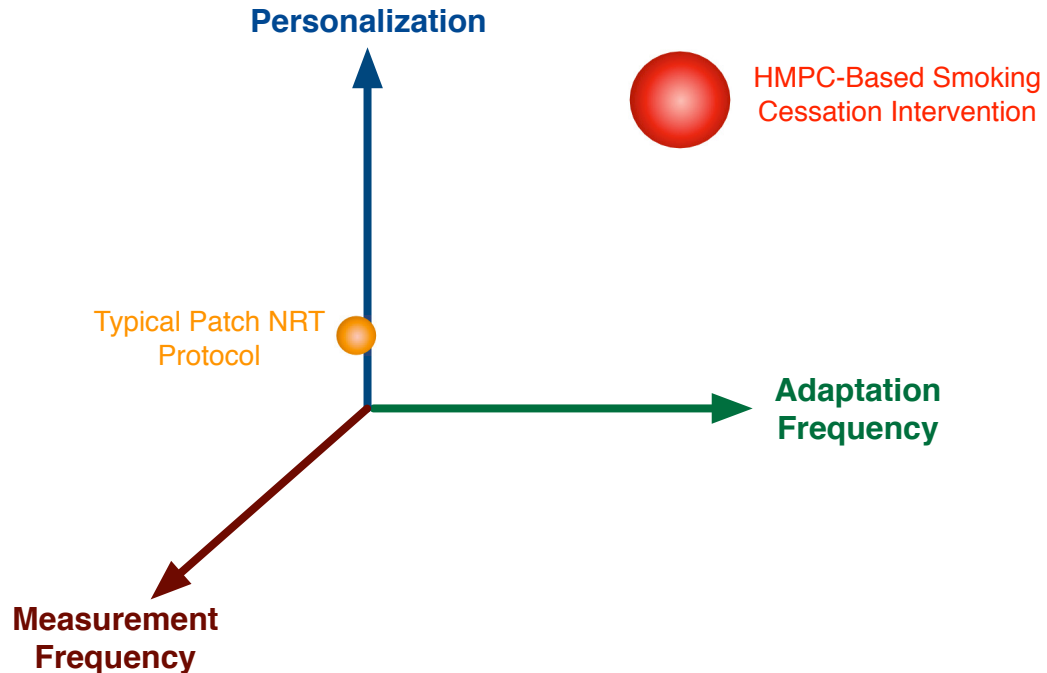 Personalization
HMPC-Based Smoking
Cessation Intervention
Typical Patch NRT
Protocol
Adaptation
Frequency
Measurement
Frequency